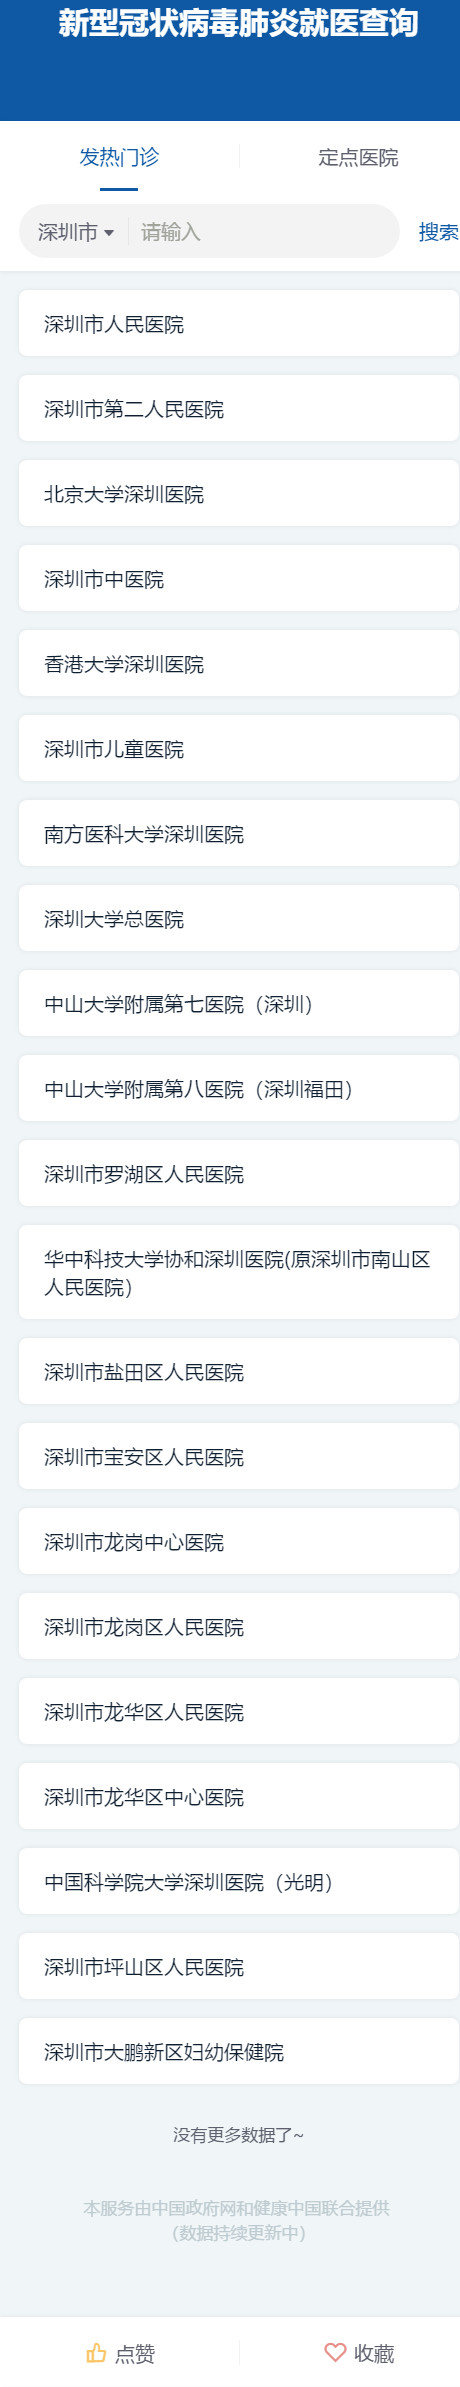 新型冠状病毒肺炎就医查询
发热门诊
定点医院
深圳市
请输入
搜索
深圳市人民医院
深圳市第二人民医院
北京大学深圳医院
深圳市中医院
香港大学深圳医院
深圳市儿童医院
南方医科大学深圳医院
深圳大学总医院
中山大学附属第七医院（深圳）
中山大学附属第八医院（深圳福田）
深圳市罗湖区人民医院
华中科技大学协和深圳医院(原深圳市南山区
人民医院）
深圳市盐田区人民医院
深圳市宝安区人民医院
深圳市龙岗中心医院
深圳市龙岗区人民医院
深圳市龙华区人民医院
深圳市龙华区中心医院
中国科学院大学深圳医院（光明）
深圳市坪山区人民医院
深圳市大鹏新区妇幼保健院
没有更多数据了~
本服务由中国政府网和健康中国联合提供
（数据持续更新中）
点赞
收藏